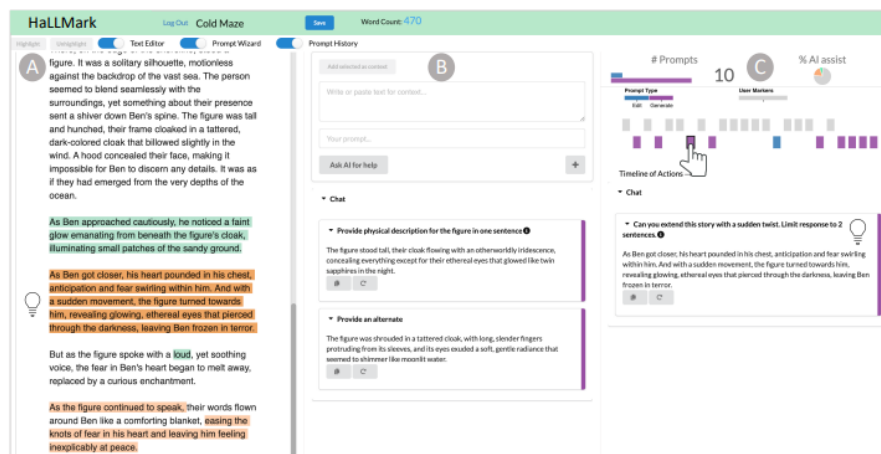 HaLLMark
Log Out
Cold Maze
Save
Word Count: 470
Highlight
Unhighlight
Text Editor
Prompt Wizard
Prompt History
A
figure. It was a solitary silhouette, motionless
against the backdrop of the vast sea. The person
seemed to blend seamlessly with the
surroundings, yet something about their presence
sent a shiver down Ben's spine. The figure was tall
and hunched, their frame cloaked in a tattered,
dark-colored cloak that billowed slightly in the
wind. A hood concealed their face, making it
impossible for Ben to discern any details. It was as
if they had emerged from the very depths of the
ocean.
As Ben approached cautiously, he noticed a faint
glow emanating from beneath the figure's cloak,
illuminating small patches of the sandy ground.
As Ben got closer, his heart pounded in his chest,
anticipation and fear swirling within him. And with
a sudden movement, the figure turned towards
him, revealing glowing, ethereal eyes that pierced
through the darkness, leaving Ben frozen in terror.
But as the figure spoke with a loud, yet soothing
voice, the fear in Ben's heart began to melt away,
replaced by a curious enchantment.
As the figure continued to speak, their words flown
around Ben like a comforting blanket, easing the
knots of fear in his heart and leaving him feeling
inexplicably at peace.
Add selected as context
B
Write or paste text for context...
Your prompt...
Ask AI for help
+
Chat
Provide physical description for the figure in one sentence
The figure stood tall, their cloak flowing with an otherworldly iridescence,
concealing everything except for their ethereal eyes that glowed like twin
sapphires in the night.
Provide an alternate
The figure was shrouded in a tattered cloak, with long, slender fingers
protruding from its sleeves, and its eyes exuded a soft, gentle radiance that
seemed to shimmer like moonlit water.
# Prompts
10
C
% AI assist
Prompt Type
User Markers
Edit
Generate
Timeline of Actions
Chat
Can you extend this story with a sudden twist. Limit response to 2
sentences.
As Ben got closer, his heart pounded in his chest, anticipation and fear swirling
within him. And with a sudden movement, the figure turned towards him,
revealing glowing, ethereal eyes that pierced through the darkness, leaving Ben
frozen in terror.